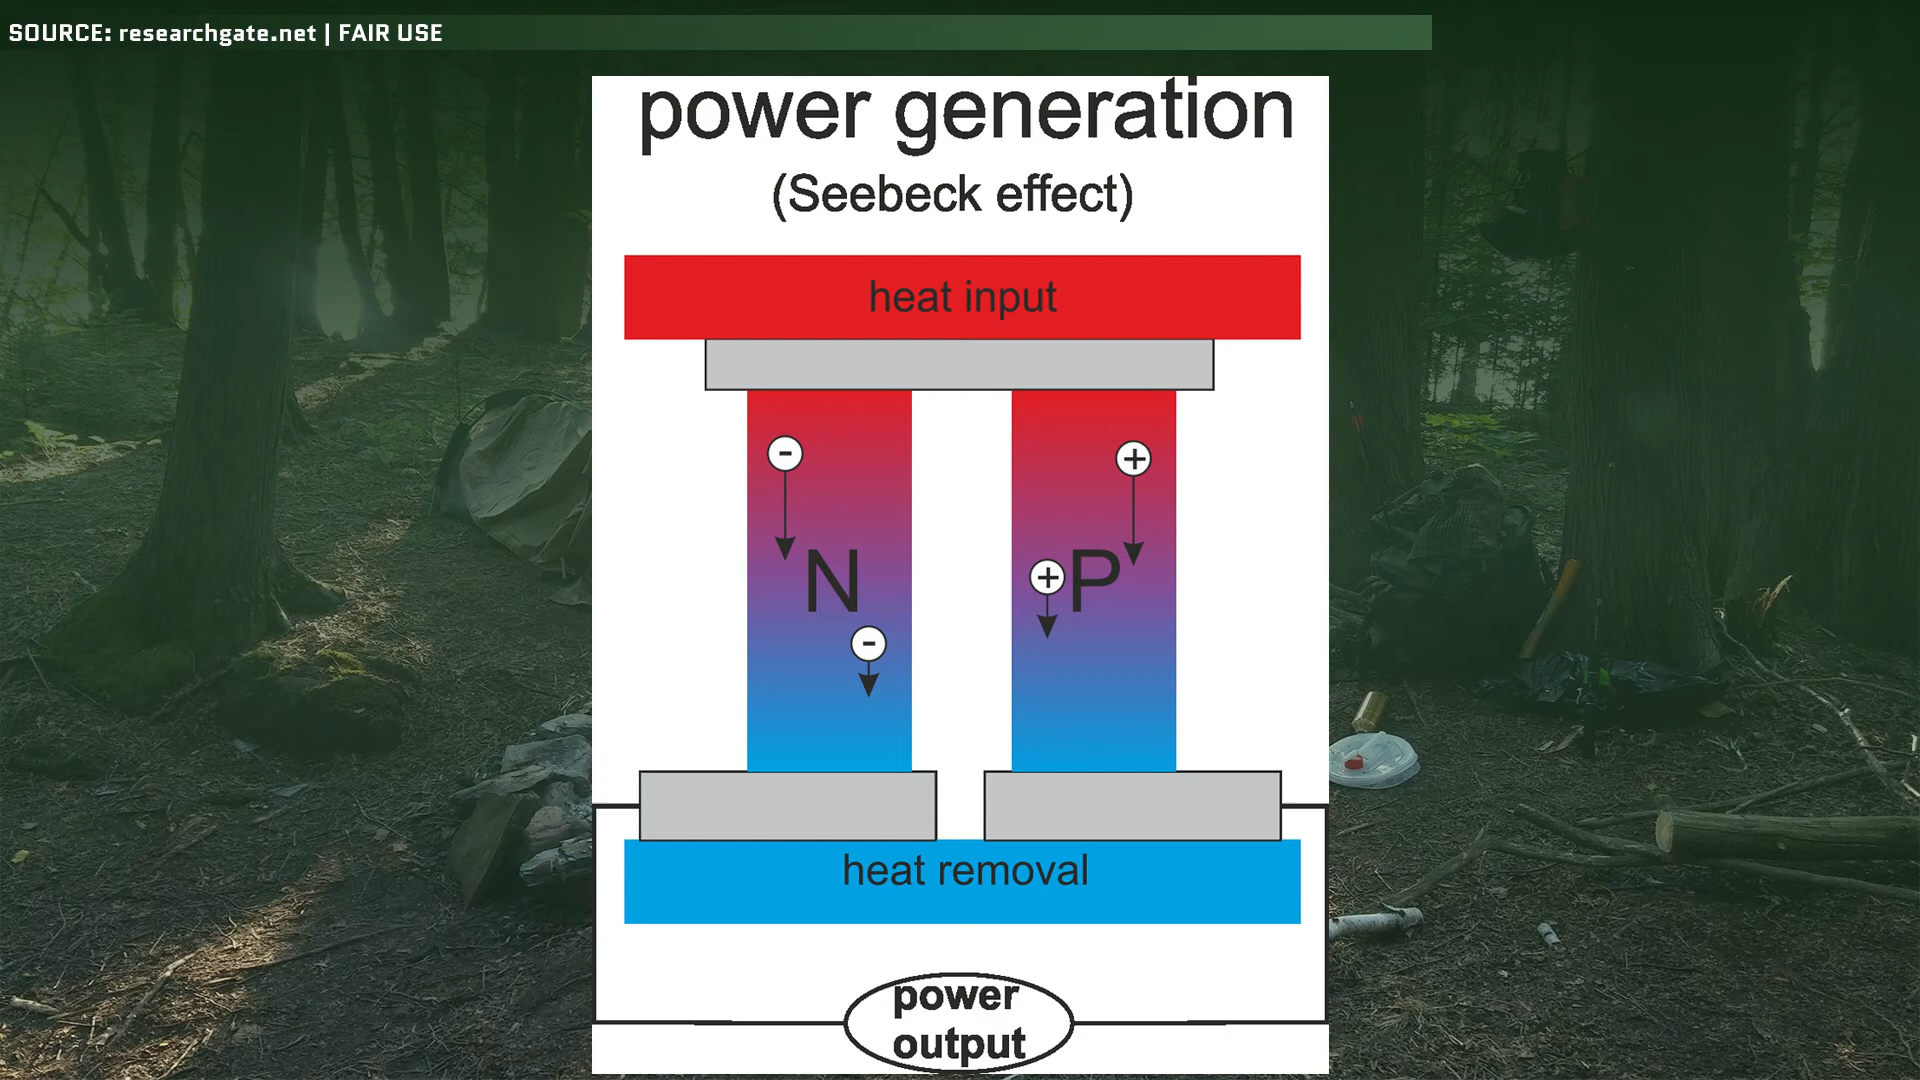 SOURCE: researchgate.net | FAIR USE
power generation
(Seebeck effect)
heat input
-
+
N
+
P
-
heat removal
power
output